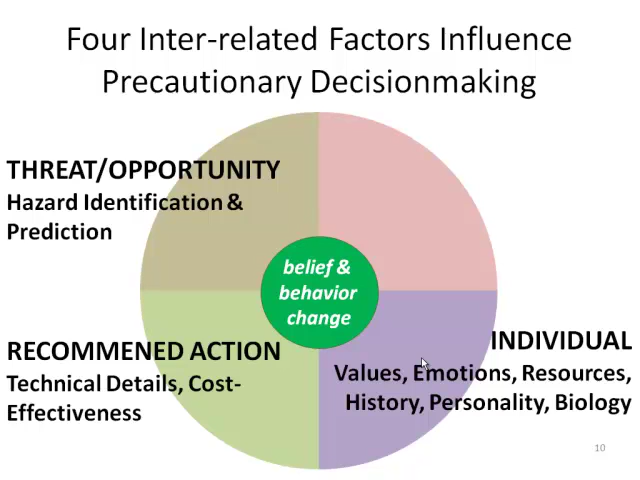 Four Inter-related Factors Influence
Precautionary Decisionmaking
THREAT/OPPORTUNITY
Hazard Identification &
Prediction
belief &
behavior
change
RECOMMENED ACTION
Technical Details, Cost-
Effectiveness
INDIVIDUAL
Values, Emotions, Resources,
History, Personality, Biology
10